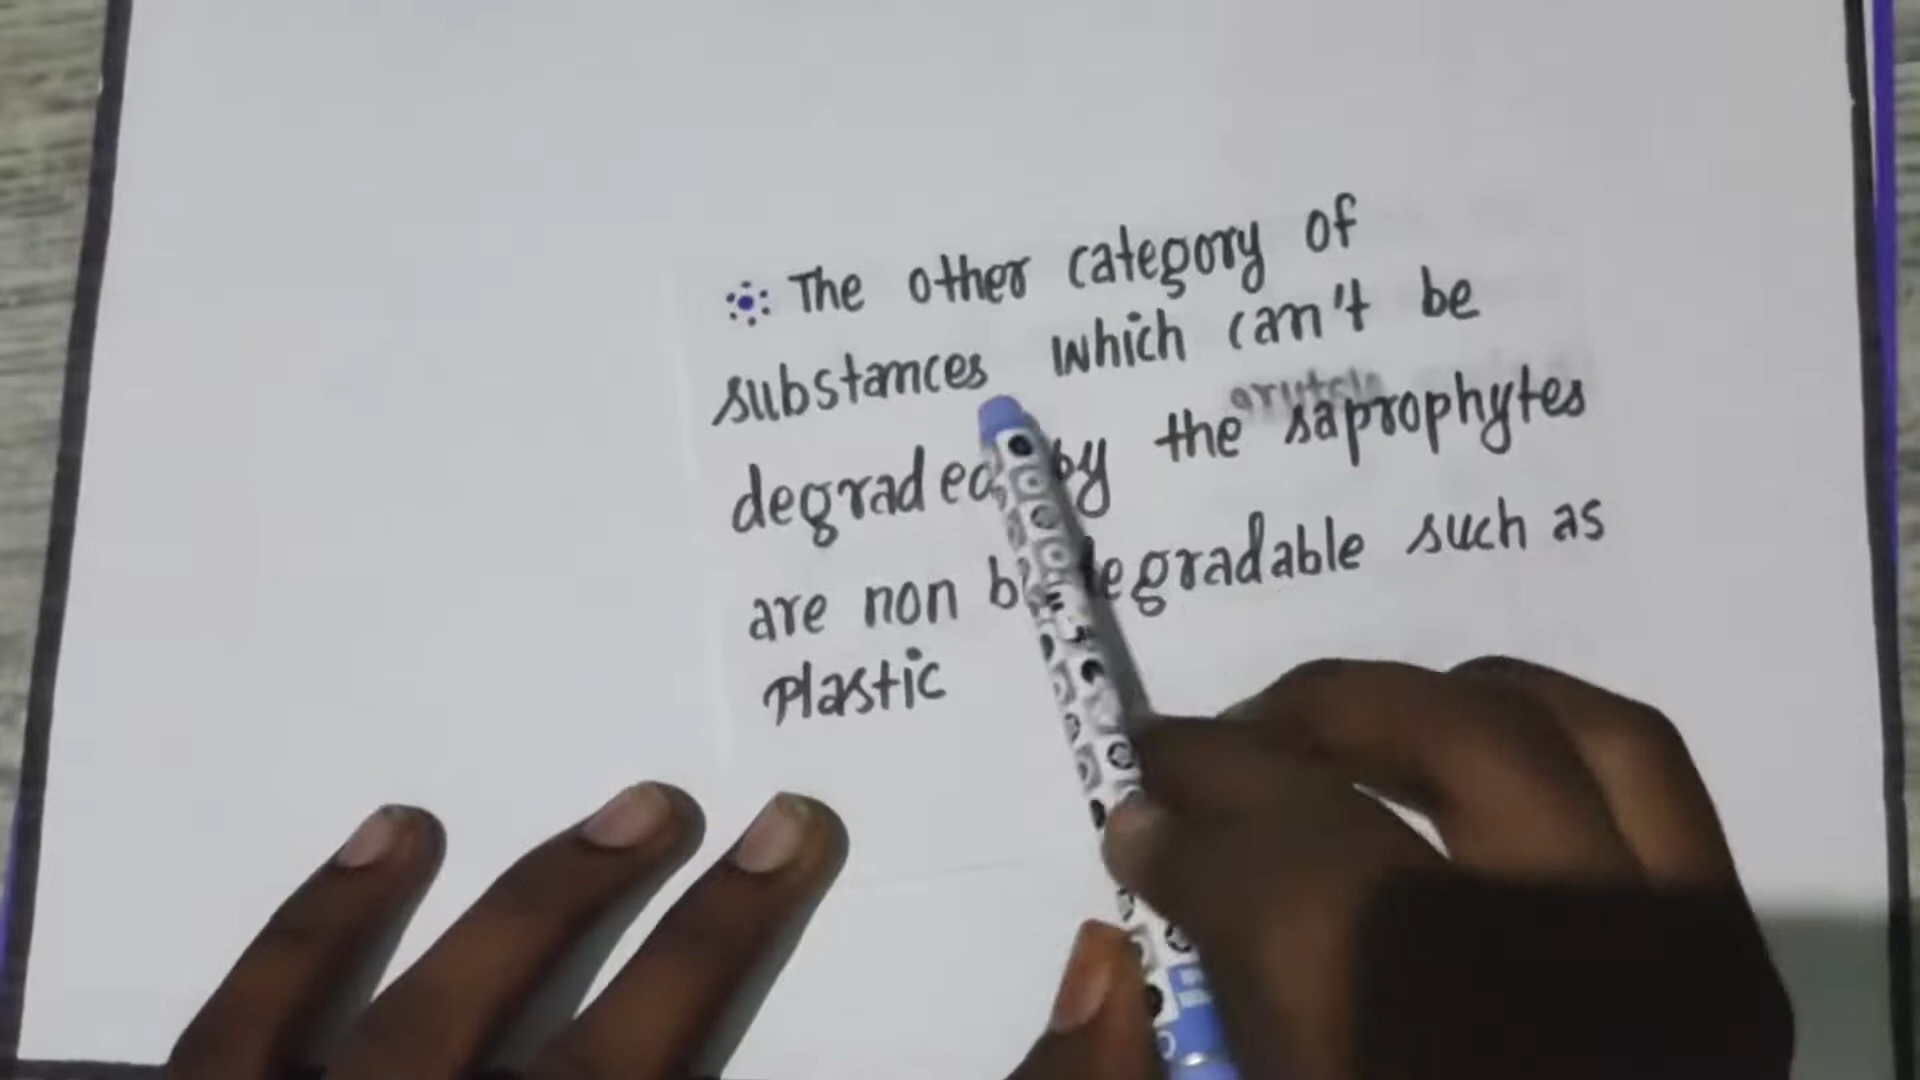 The other category of
substances which can't be
degraded by the saprophytes
are non biodegradable such as
Plastic